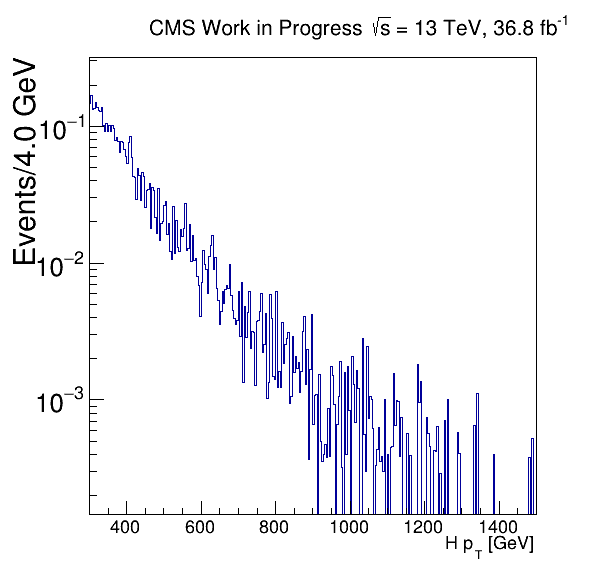 CMS Work in Progress √s = 13 TeV, 36.8 fb⁻¹
Events/4.0 GeV
10⁻¹
10⁻²
10⁻³
400 600 800 1000 1200 1400
H p_T [GeV]